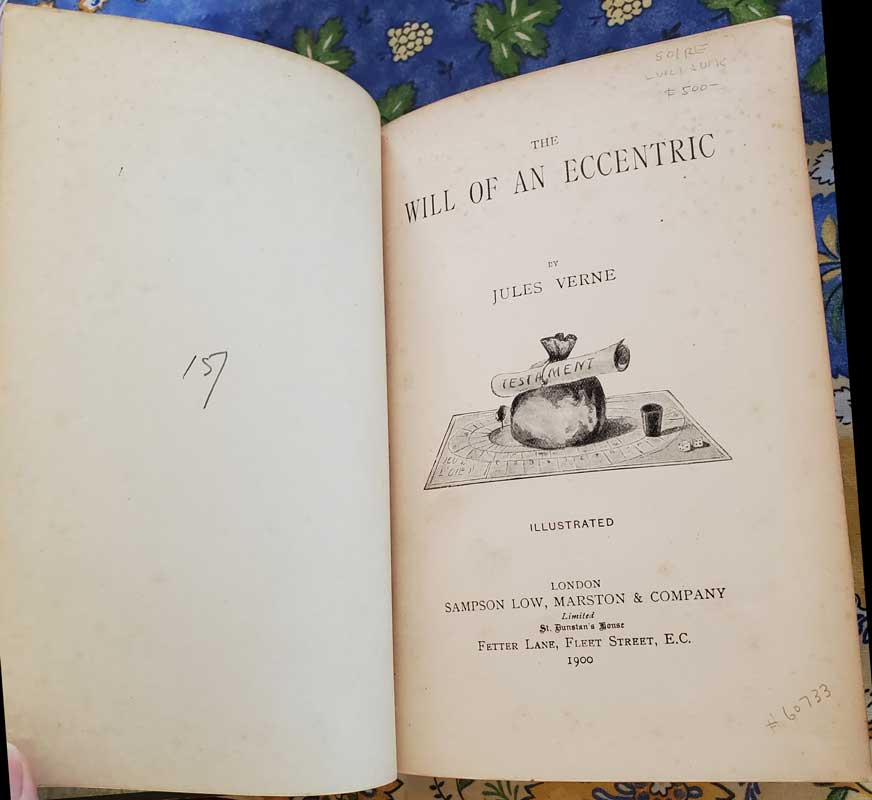 157
THE
WILL OF AN ECCENTRIC
BY
JULES VERNE
TESTAMENT
ILLUSTRATED
LONDON
SAMPSON LOW, MARSTON & COMPANY
Limited
St. Dunstan's House
FETTER LANE, FLEET STREET, E.C.
1900
# 60733